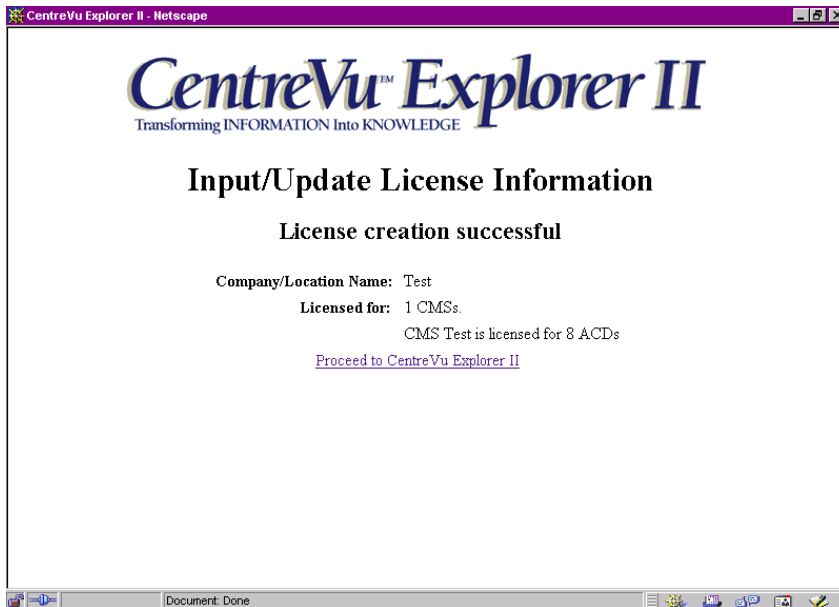 CentreVu Explorer II - Netscape
CentreVu™ Explorer II
Transforming INFORMATION Into KNOWLEDGE
Input/Update License Information
License creation successful
Company/Location Name: Test
Licensed for: 1 CMSs.
CMS Test is licensed for 8 ACDs
Proceed to CentreVu Explorer II
Document: Done